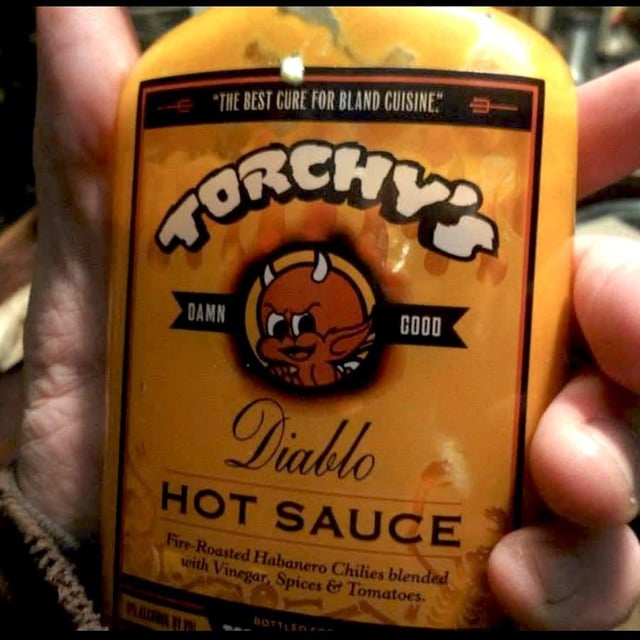 "THE BEST CURE FOR BLAND CUISINE."
TORCHY'S
DAMN GOOD
Diablo
HOT SAUCE
Fire-Roasted Habanero Chilies blended
with Vinegar, Spices & Tomatoes.